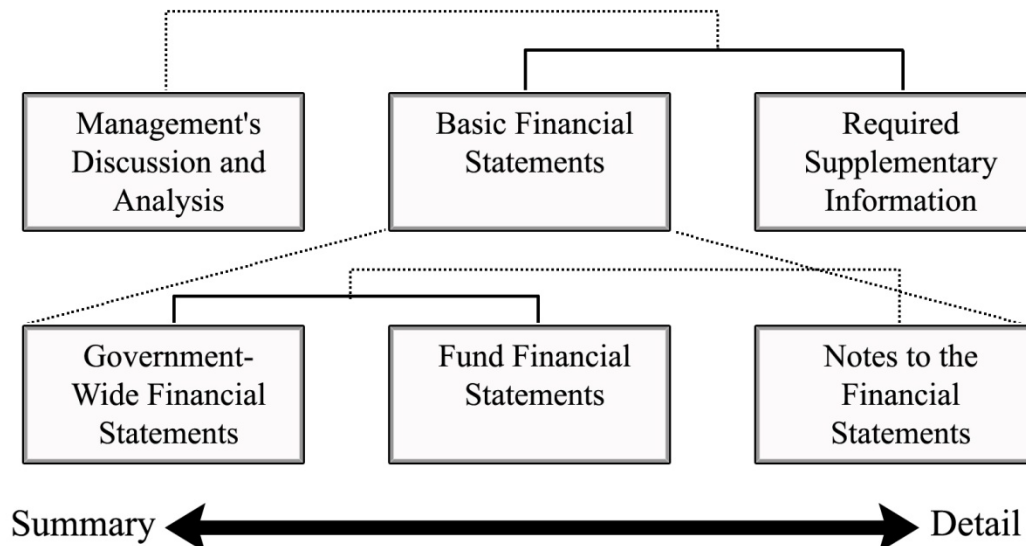 Management's
Discussion and
Analysis
Basic Financial
Statements
Required
Supplementary
Information
Government-
Wide Financial
Statements
Fund Financial
Statements
Notes to the
Financial
Statements
Summary
Detail